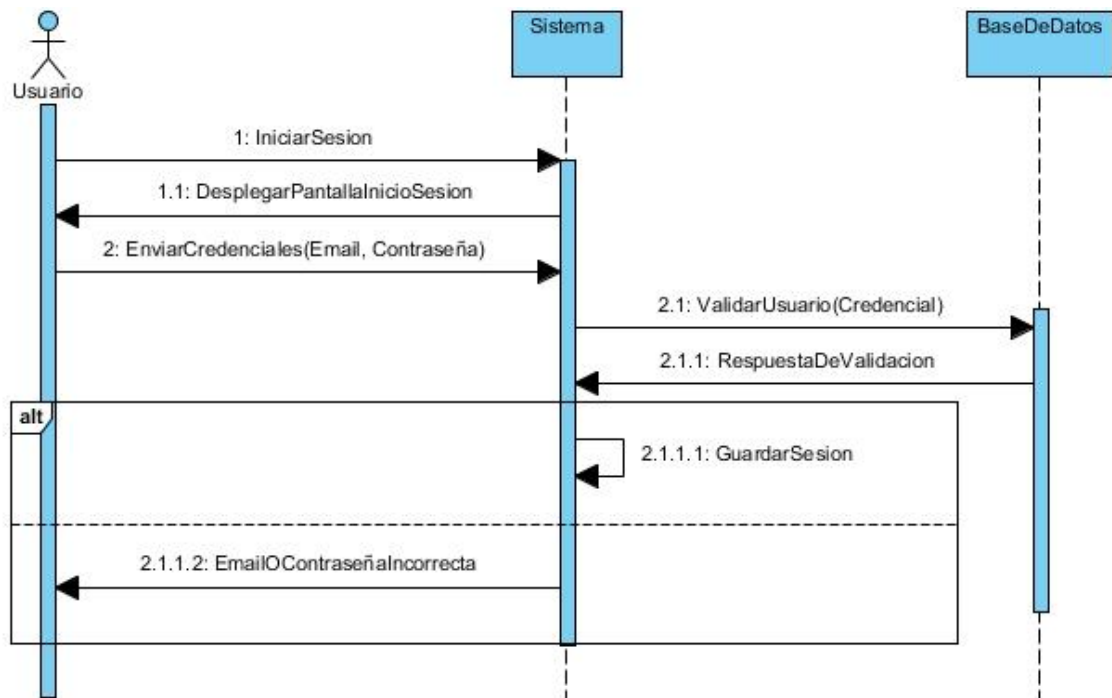 Usuario
Sistema
BaseDeDatos
1: IniciarSesion
1.1: DesplegarPantallaInicioSesion
2: EnviarCredenciales(Email, Contraseña)
2.1: ValidarUsuario(Credencial)
2.1.1: RespuestaDeValidacion
alt
2.1.1.1: GuardarSesion
2.1.1.2: EmailOContraseñaIncorrecta